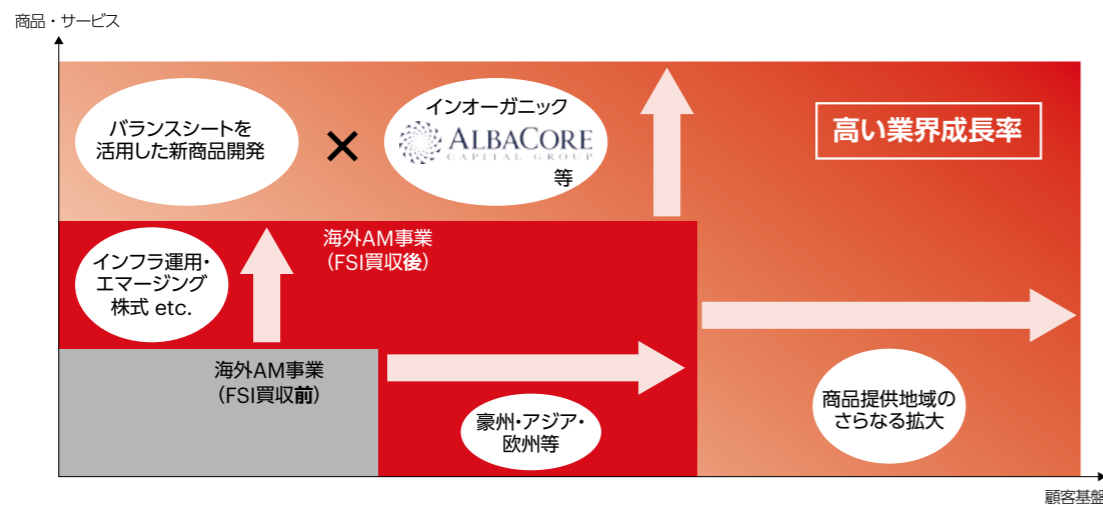 商品・サービス
バランスシートを
活用した新商品開発
×
インオーガニック
ALBACORE
CAPITAL GROUP
等
高い業界成長率
海外AM事業
（FSI買収後）
インフラ運用・
エマージング
株式 etc.
海外AM事業
（FSI買収前）
豪州・アジア・
欧州等
商品提供地域の
さらなる拡大
顧客基盤